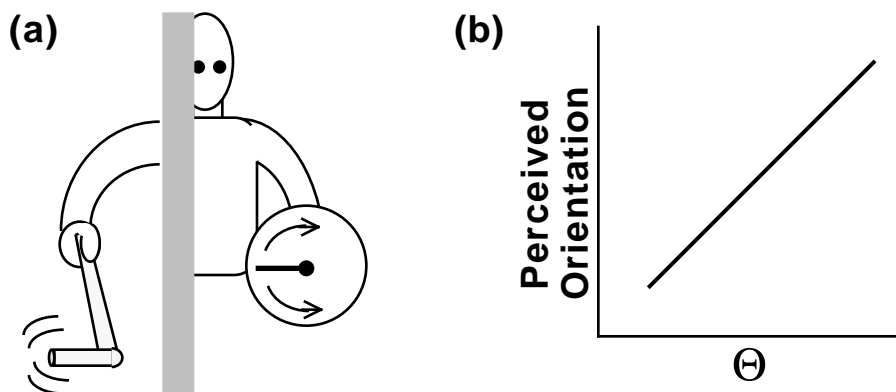 (a)
(b)
Perceived
Orientation
Θ